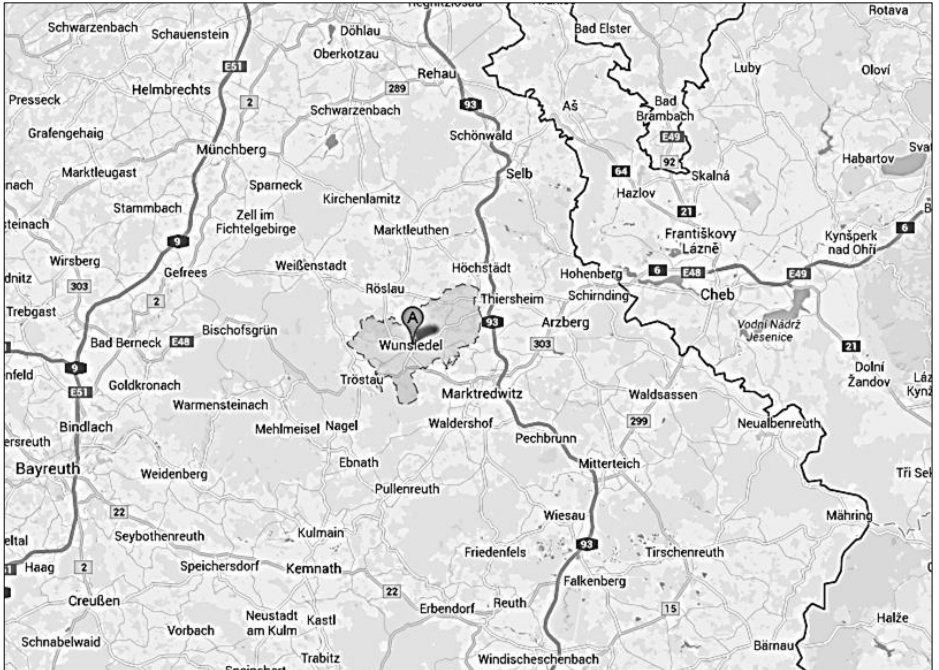 Regnitzlosau
Rotava
Schwarzenbach
Schauenstein
Döhlau
Bad Elster
Oberkotzau
E51
Rehau
Luby
Oloví
Helmbrechts
289
Presseck
2
93
Aš
Bad
Brambach
Schwarzenbach
Grafengehaig
Schönwald
E49
Münchberg
92
Habartov
Marktleugast
Selb
64
Skalná
Sparneck
Hazlov
Kirchenlamitz
21
Stammbach
Zell im
Fichtelgebirge
6
Marktleuthen
Františkovy
Lázně
Kynšperk
nad Ohří
9
Wirsberg
Weißenstadt
Höchstädt
Hohenberg
6
E48
E49
Gefrees
303
Röslau
Thiersheim
Schirnding
Cheb
2
Trebgast
A
93
Arzberg
Vodní Nádrž
Jesenice
Bischofsgrün
Bad Berneck
E48
Wunsiedel
303
21
9
Dolní
Žandov
Goldkronach
Tröstau
E51
Marktredwitz
Waldsassen
Warmensteinach
299
Bindlach
Mehlmeisel
Nagel
Waldershof
Neualbenreuth
Pechbrunn
Bayreuth
Ebnath
Mitterteich
Weidenberg
Tři Sek
Pullenreuth
22
Wiesau
Mähring
Kulmain
Seybothenreuth
93
Friedenfels
Tirschenreuth
Haag
2
Speichersdorf
Kemnath
Falkenberg
22
Creußen
Reuth
15
Neustadt
am Kulm
Kastl
Erbendorf
Halže
Vorbach
Schnabelwaid
Bärnau
Trabitz
Windischeschenbach